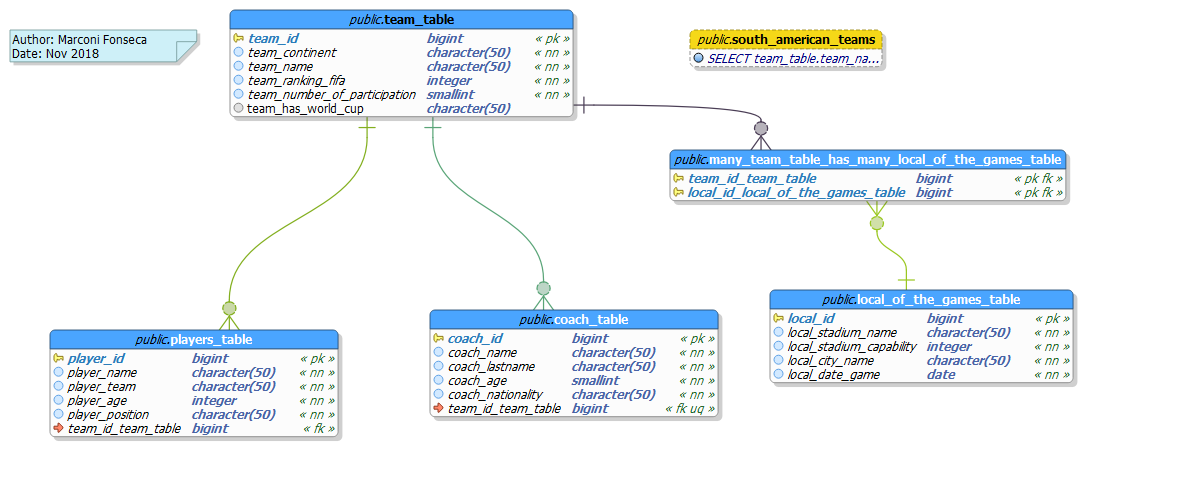 Author: Marconi Fonseca
Date: Nov 2018
public.team_table
team_id bigint « pk »
team_continent character(50) « nn »
team_name character(50) « nn »
team_ranking_fifa integer « nn »
team_number_of_participation smallint « nn »
team_has_world_cup character(50)
public.south_american_teams
SELECT team_table.team_na...
public.many_team_table_has_many_local_of_the_games_table
team_id_team_table bigint « pk fk »
local_id_local_of_the_games_table bigint « pk fk »
public.players_table
player_id bigint « pk »
player_name character(50) « nn »
player_team character(50) « nn »
player_age integer « nn »
player_position character(50) « nn »
team_id_team_table bigint « fk »
public.coach_table
coach_id bigint « pk »
coach_name character(50) « nn »
coach_lastname character(50) « nn »
coach_age smallint « nn »
coach_nationality character(50) « nn »
team_id_team_table bigint « fk uq »
public.local_of_the_games_table
local_id bigint « pk »
local_stadium_name character(50) « nn »
local_stadium_capability integer « nn »
local_city_name character(50) « nn »
local_date_game date « nn »